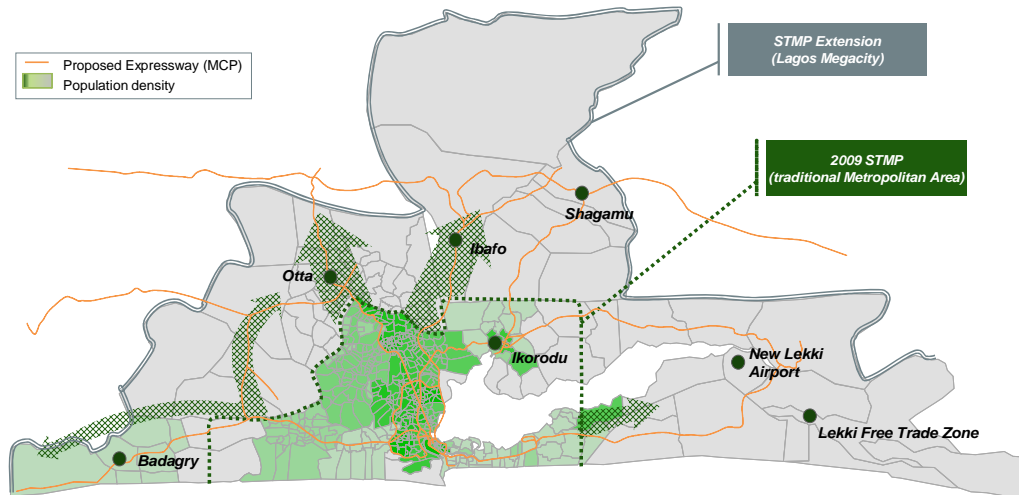 STMP Extension
(Lagos Megacity)
Proposed Expressway (MCP)
Population density
2009 STMP
(traditional Metropolitan Area)
Shagamu
Ibafo
Otta
Ikorodu
New Lekki
Airport
Lekki Free Trade Zone
Badagry